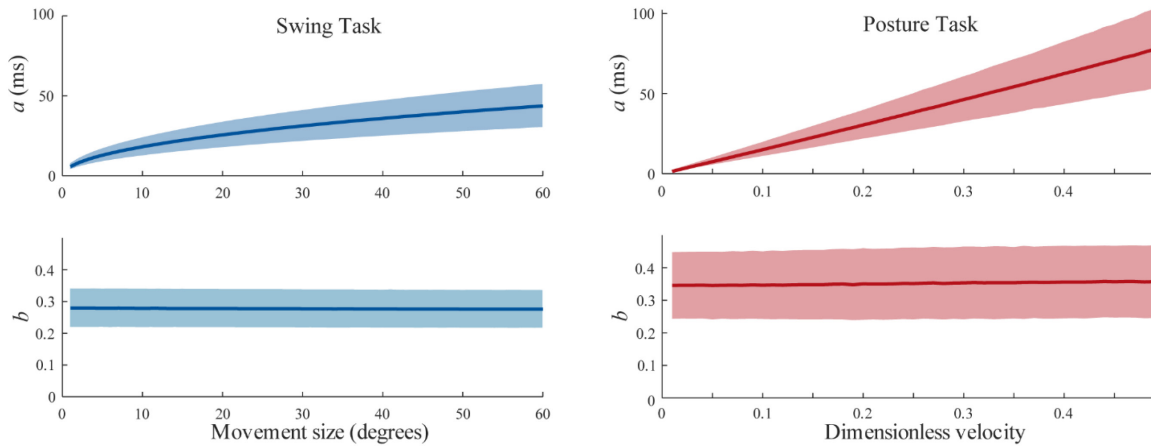 Swing Task
100
50
0
a (ms)
0 10 20 30 40 50 60
Posture Task
100
50
0
a (ms)
0 0.1 0.2 0.3 0.4
0.4
0.3
0.2
0.1
0
b
0 10 20 30 40 50 60
Movement size (degrees)
0.4
0.3
0.2
0.1
0
b
0 0.1 0.2 0.3 0.4
Dimensionless velocity